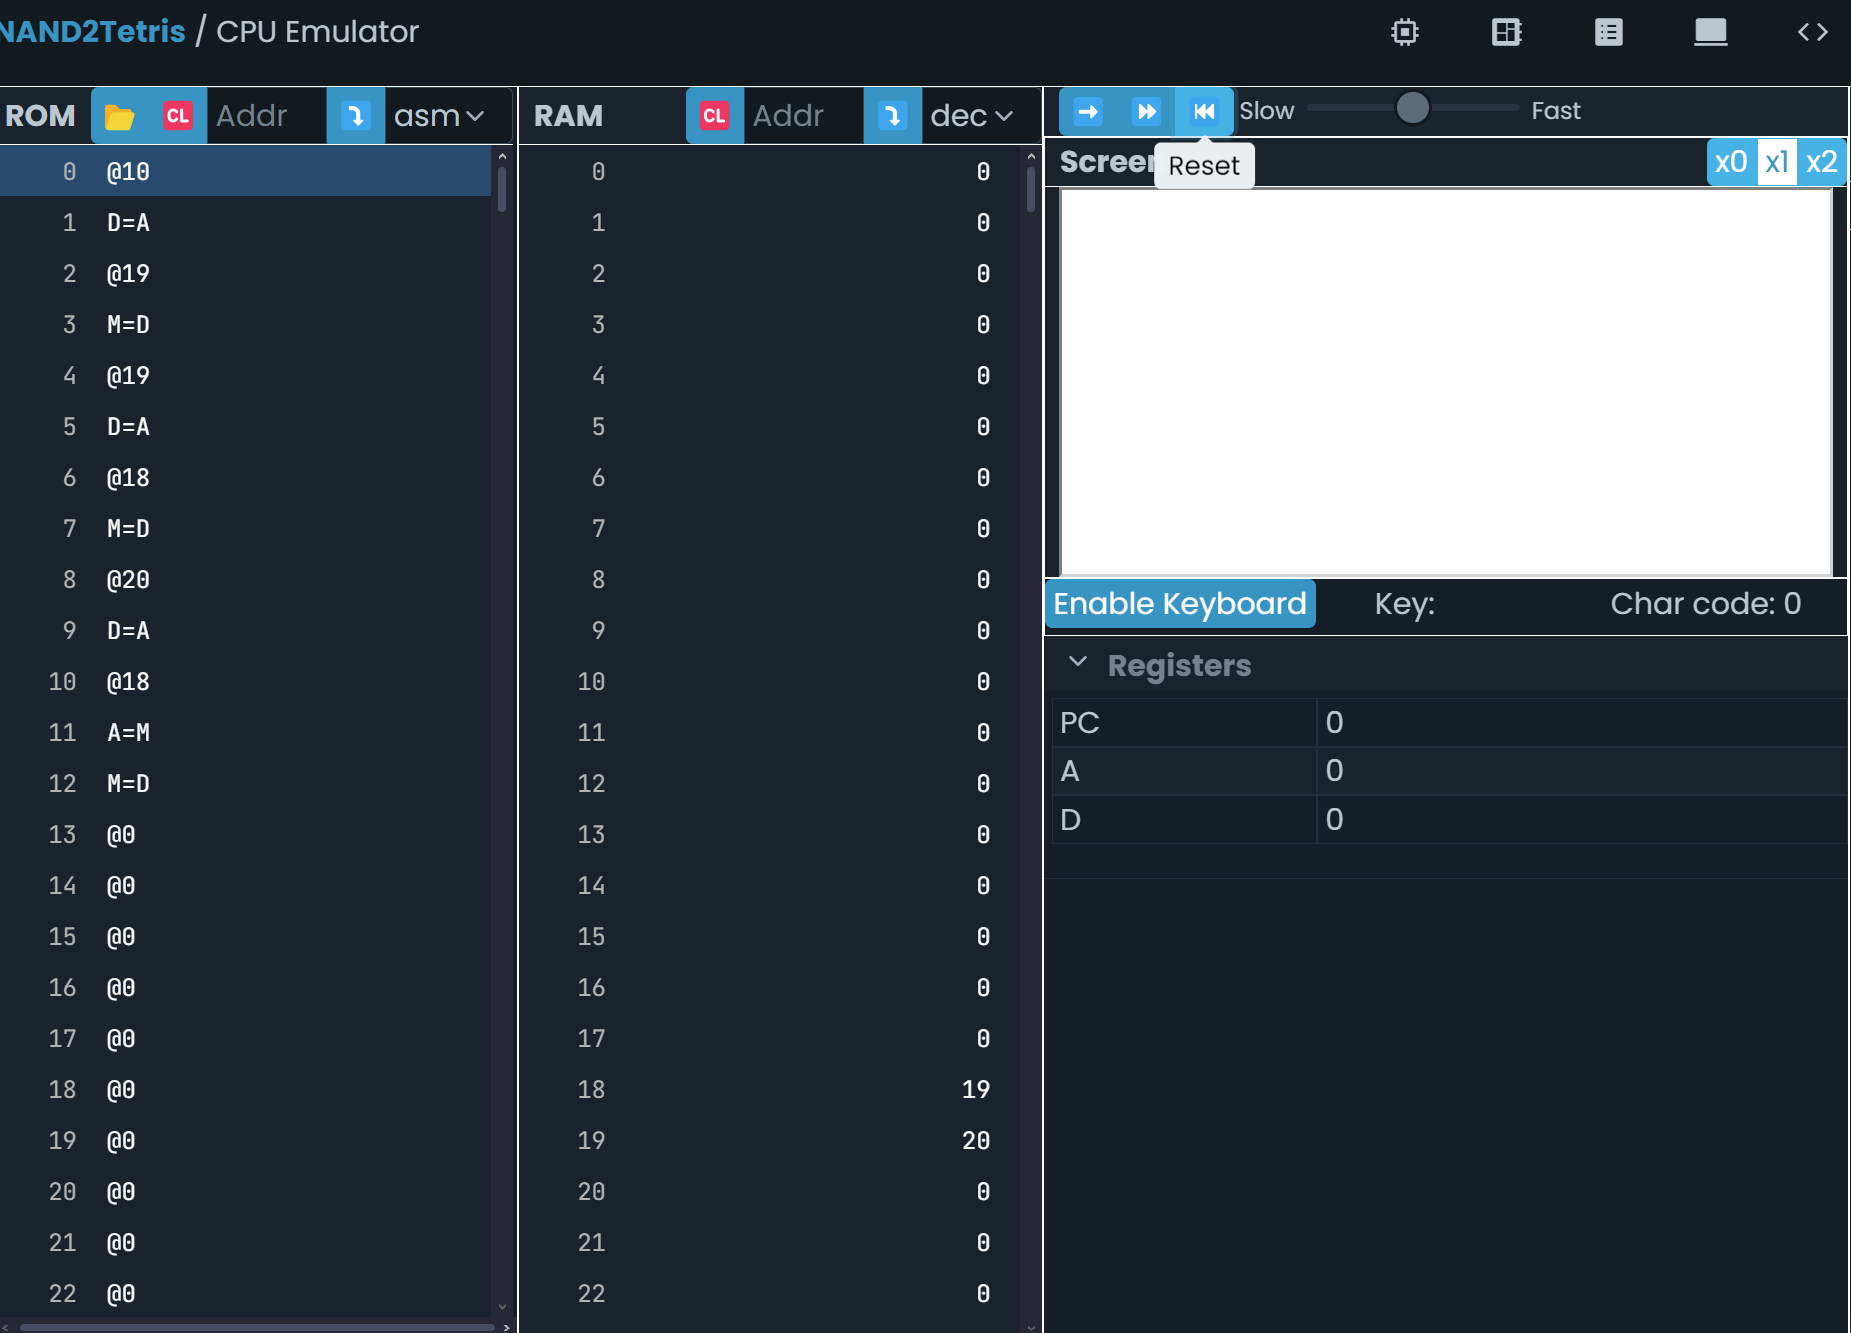 NAND2Tetris / CPU Emulator
ROM CL Addr asm
0 @10
1 D=A
2 @19
3 M=D
4 @19
5 D=A
6 @18
7 M=D
8 @20
9 D=A
10 @18
11 A=M
12 M=D
13 @0
14 @0
15 @0
16 @0
17 @0
18 @0
19 @0
20 @0
21 @0
22 @0
RAM CL Addr dec
0 0
1 0
2 0
3 0
4 0
5 0
6 0
7 0
8 0
9 0
10 0
11 0
12 0
13 0
14 0
15 0
16 0
17 0
18 19
19 20
20 0
21 0
22 0
Slow Fast
Screen x0 x1 x2
Reset
Enable Keyboard Key: Char code: 0
Registers
PC 0
A 0
D 0